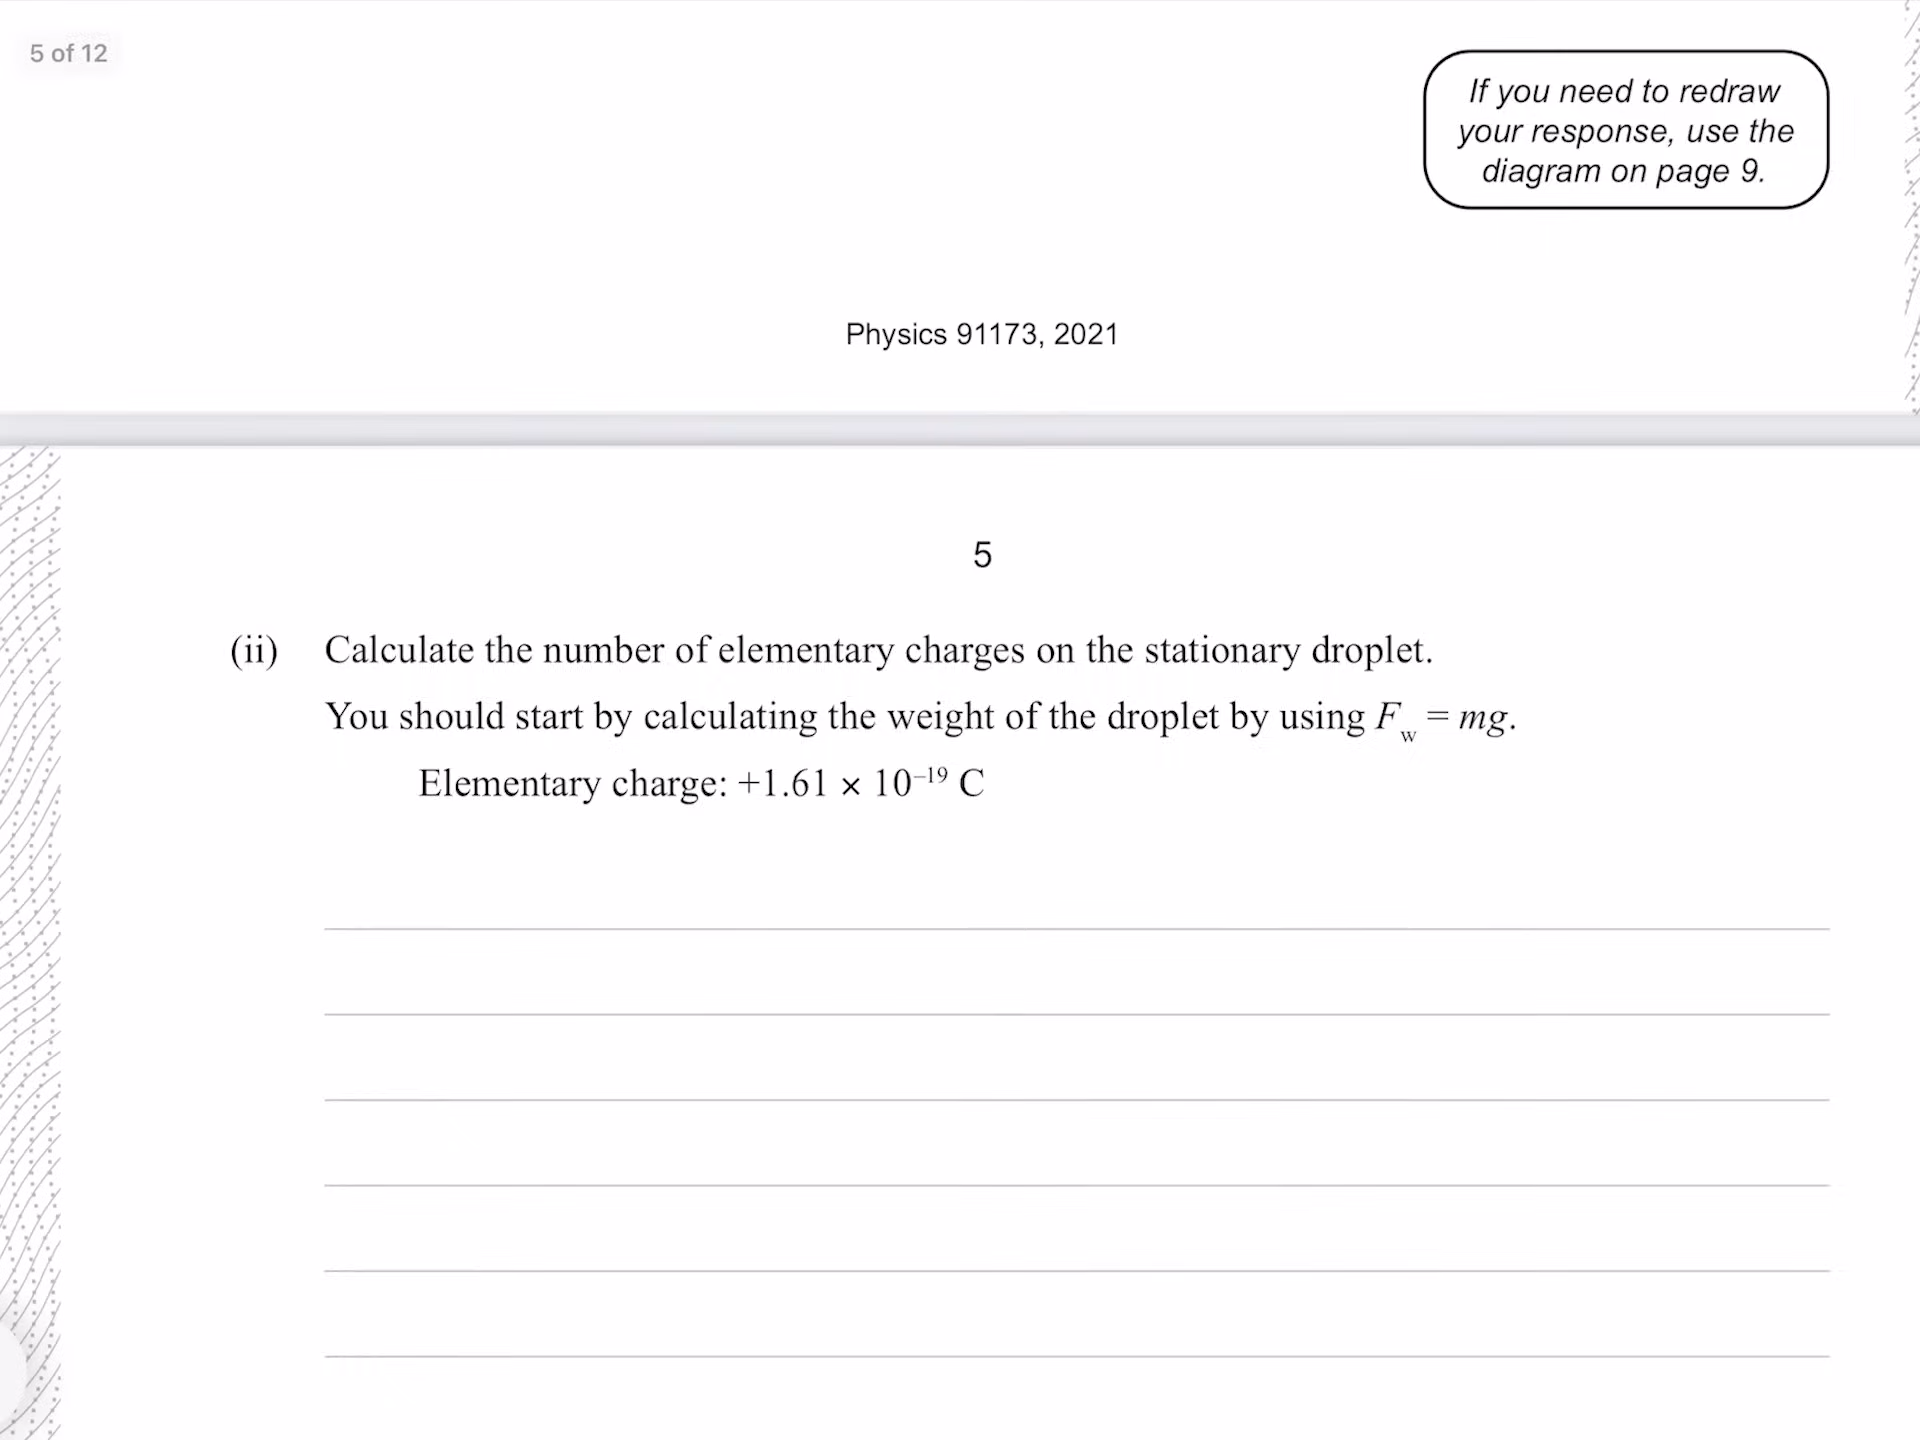 5 of 12
If you need to redraw
your response, use the
diagram on page 9.
Physics 91173, 2021
5
(ii) Calculate the number of elementary charges on the stationary droplet.
You should start by calculating the weight of the droplet by using F_w = mg.
Elementary charge: +1.61 × 10⁻¹⁹ C